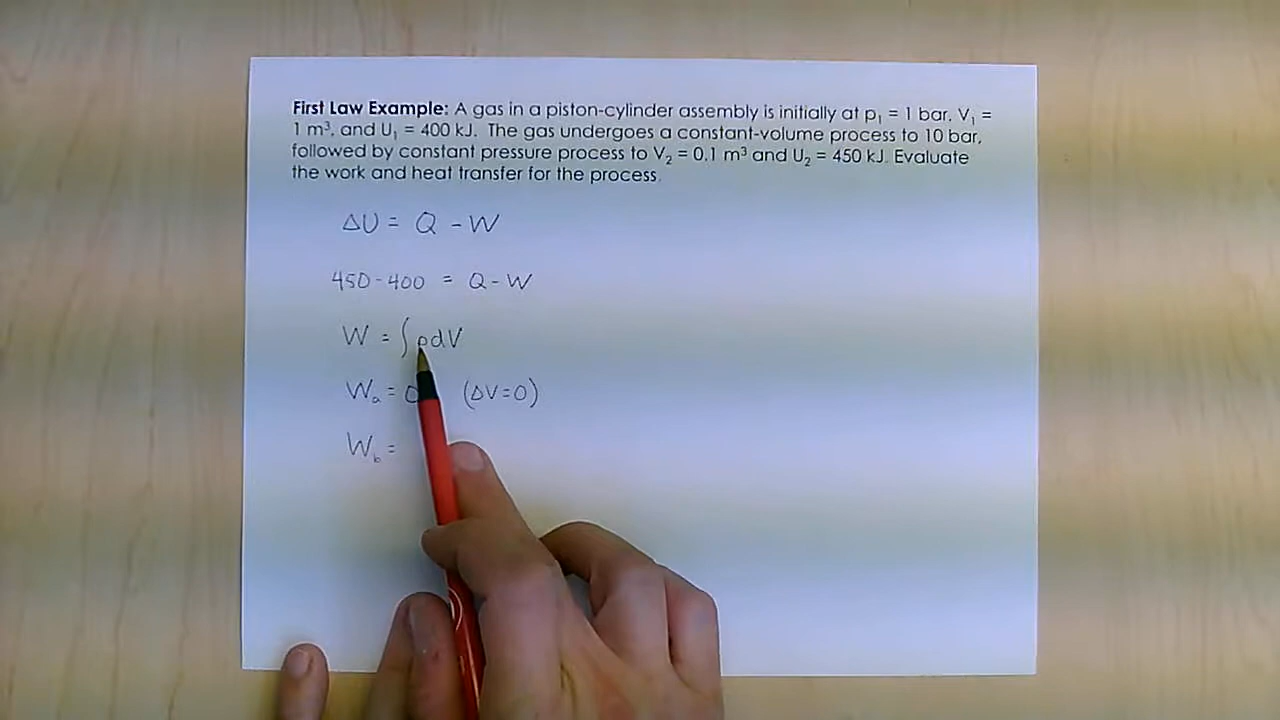 First Law Example: A gas in a piston-cylinder assembly is initially at p₁ = 1 bar, V₁ =
1 m³, and U₁ = 400 kJ. The gas undergoes a constant-volume process to 10 bar,
followed by constant pressure process to V₂ = 0.1 m³ and U₂ = 450 kJ. Evaluate
the work and heat transfer for the process.
ΔU = Q - W
450 - 400 = Q - W
W = ∫pdV
Wₐ = 0 (ΔV=0)
W_b =